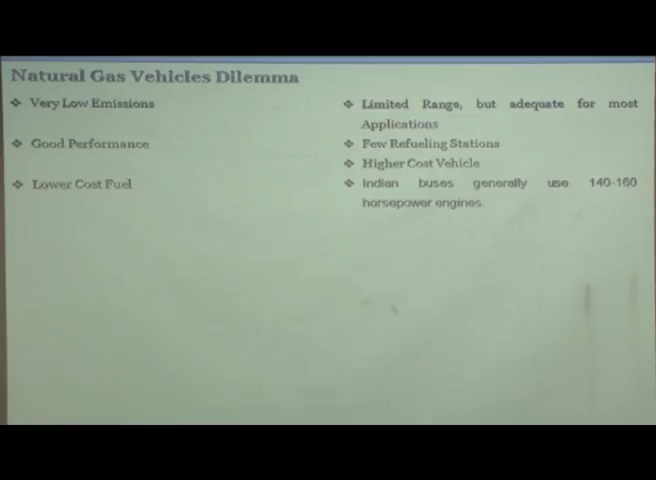 Natural Gas Vehicles Dilemma
❖ Very Low Emissions
❖ Good Performance
❖ Lower Cost Fuel
❖ Limited Range, but adequate for most
Applications
❖ Few Refueling Stations
❖ Higher Cost Vehicle
❖ Indian buses generally use 140-160
horsepower engines.